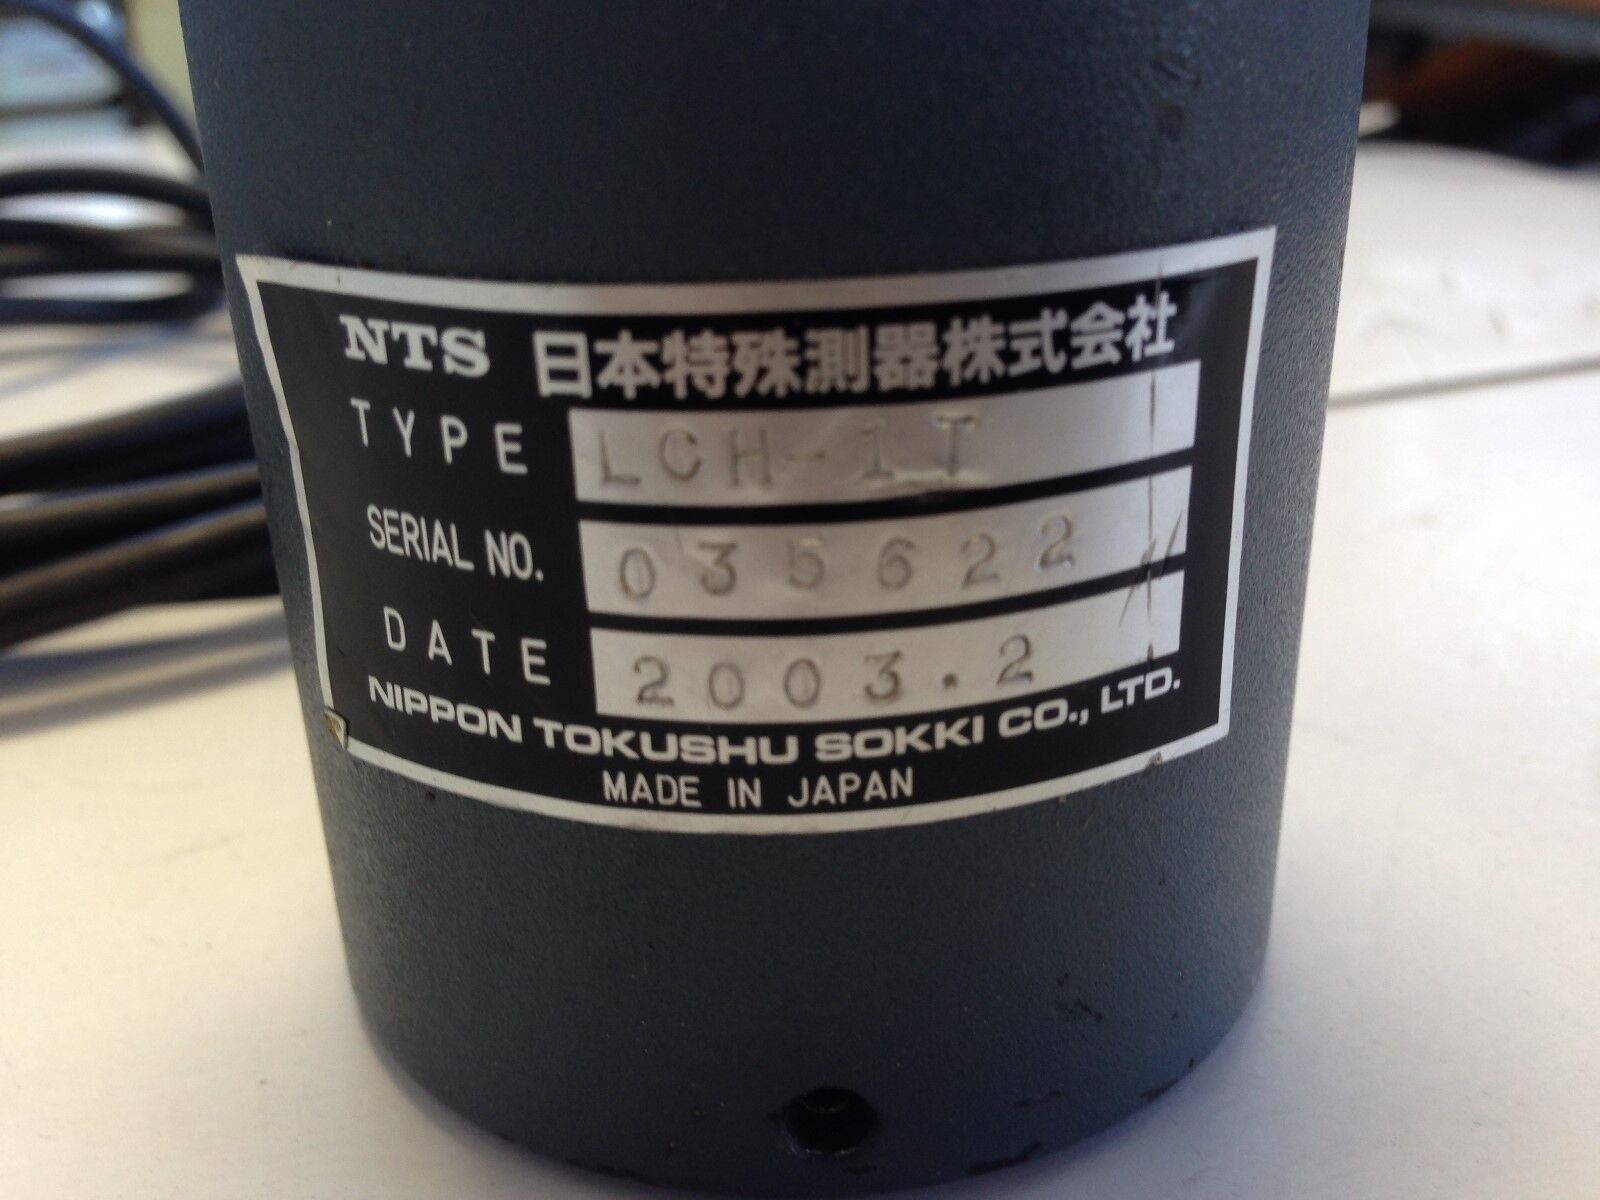 NTS 日本特殊測器株式会社
TYPE LCH-1T
SERIAL NO. 035622
DATE 2003.2
NIPPON TOKUSHU SOKKI CO., LTD.
MADE IN JAPAN